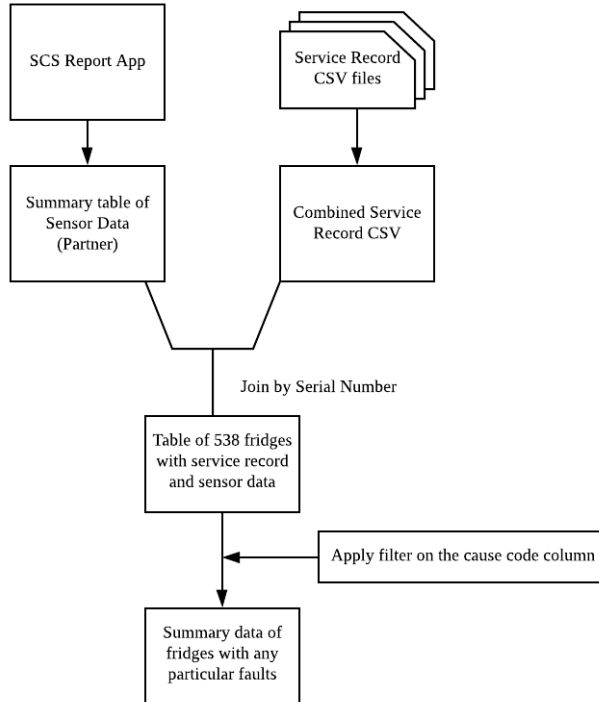 SCS Report App
Service Record
CSV files
Summary table of
Sensor Data
(Partner)
Combined Service
Record CSV
Join by Serial Number
Table of 538 fridges
with service record
and sensor data
Apply filter on the cause code column
Summary data of
fridges with any
particular faults